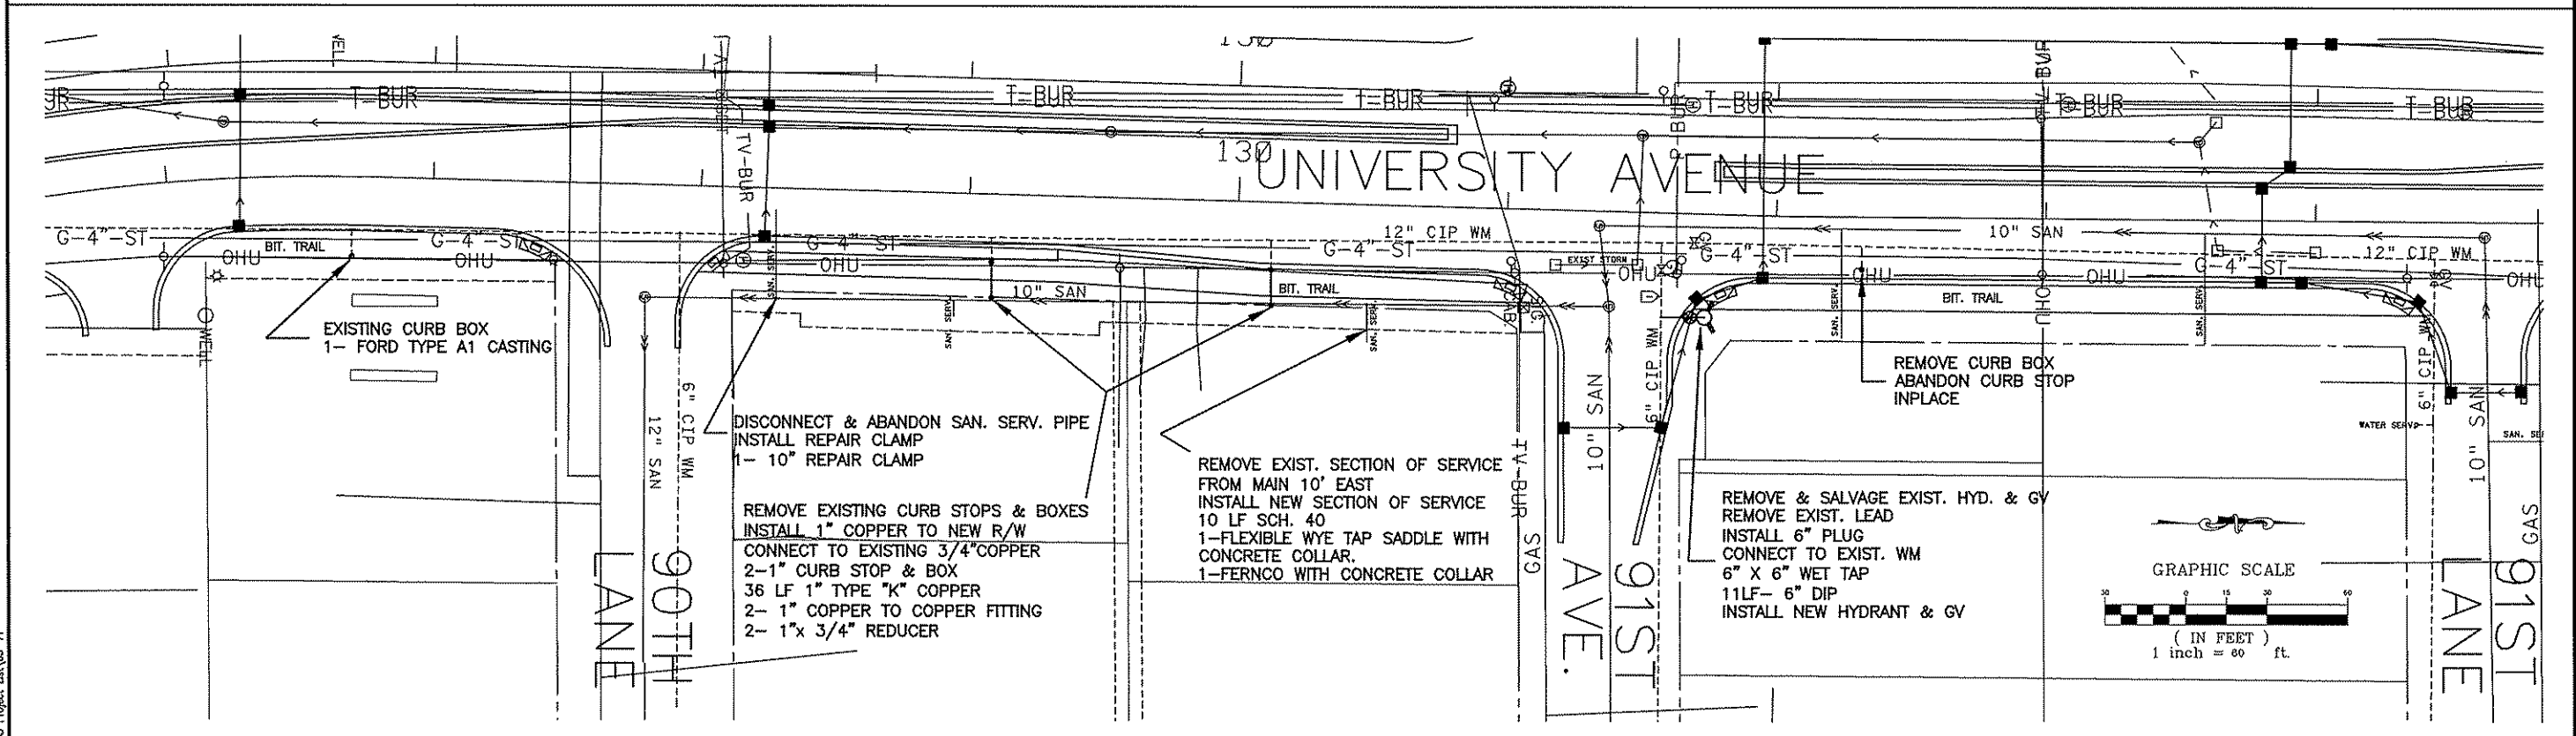 T-BUR
T-BUR
T-BUR
T-BUR
T-BUR
T-BUR
TV-BUR
130
UNIVERSITY AVENUE
G-4"-ST
BIT. TRAIL
G-4"-ST
G-4"-ST
12" CIP WM
G-4"-ST
EXIST STORM
G-4"-ST
10" SAN
G-4"-ST
12" CIP WM
OHU
OHU
OHU
OHU
OHU
OHU
OHU
OHU
SAN. SERV.
10" SAN
BIT. TRAIL
BIT. TRAIL
SAN. SERV.
SAN. SERV.
SAN. SERV.
SAN. SERV.
WELL
EXISTING CURB BOX
1- FORD TYPE A1 CASTING
12" SAN
6" CIP WM
90TH
LANE
DISCONNECT & ABANDON SAN. SERV. PIPE
INSTALL REPAIR CLAMP
1- 10" REPAIR CLAMP
REMOVE EXISTING CURB STOPS & BOXES
INSTALL 1" COPPER TO NEW R/W
CONNECT TO EXISTING 3/4"COPPER
2-1" CURB STOP & BOX
36 LF 1" TYPE "K" COPPER
2- 1" COPPER TO COPPER FITTING
2- 1"x 3/4" REDUCER
REMOVE EXIST. SECTION OF SERVICE
FROM MAIN 10' EAST
INSTALL NEW SECTION OF SERVICE
10 LF SCH. 40
1-FLEXIBLE WYE TAP SADDLE WITH
CONCRETE COLLAR.
1-FERNCO WITH CONCRETE COLLAR
TV-BUR
GAS
10" SAN
6" CIP WM
91ST
AVE.
REMOVE & SALVAGE EXIST. HYD. & GV
REMOVE EXIST. LEAD
INSTALL 6" PLUG
CONNECT TO EXIST. WM
6" X 6" WET TAP
11LF- 6" DIP
INSTALL NEW HYDRANT & GV
REMOVE CURB BOX
ABANDON CURB STOP
INPLACE
WATER SERV
6" CIP WM
10" SAN
GAS
91ST
LANE
GRAPHIC SCALE
30 0 15 30 60
( IN FEET )
1 inch = 60 ft.